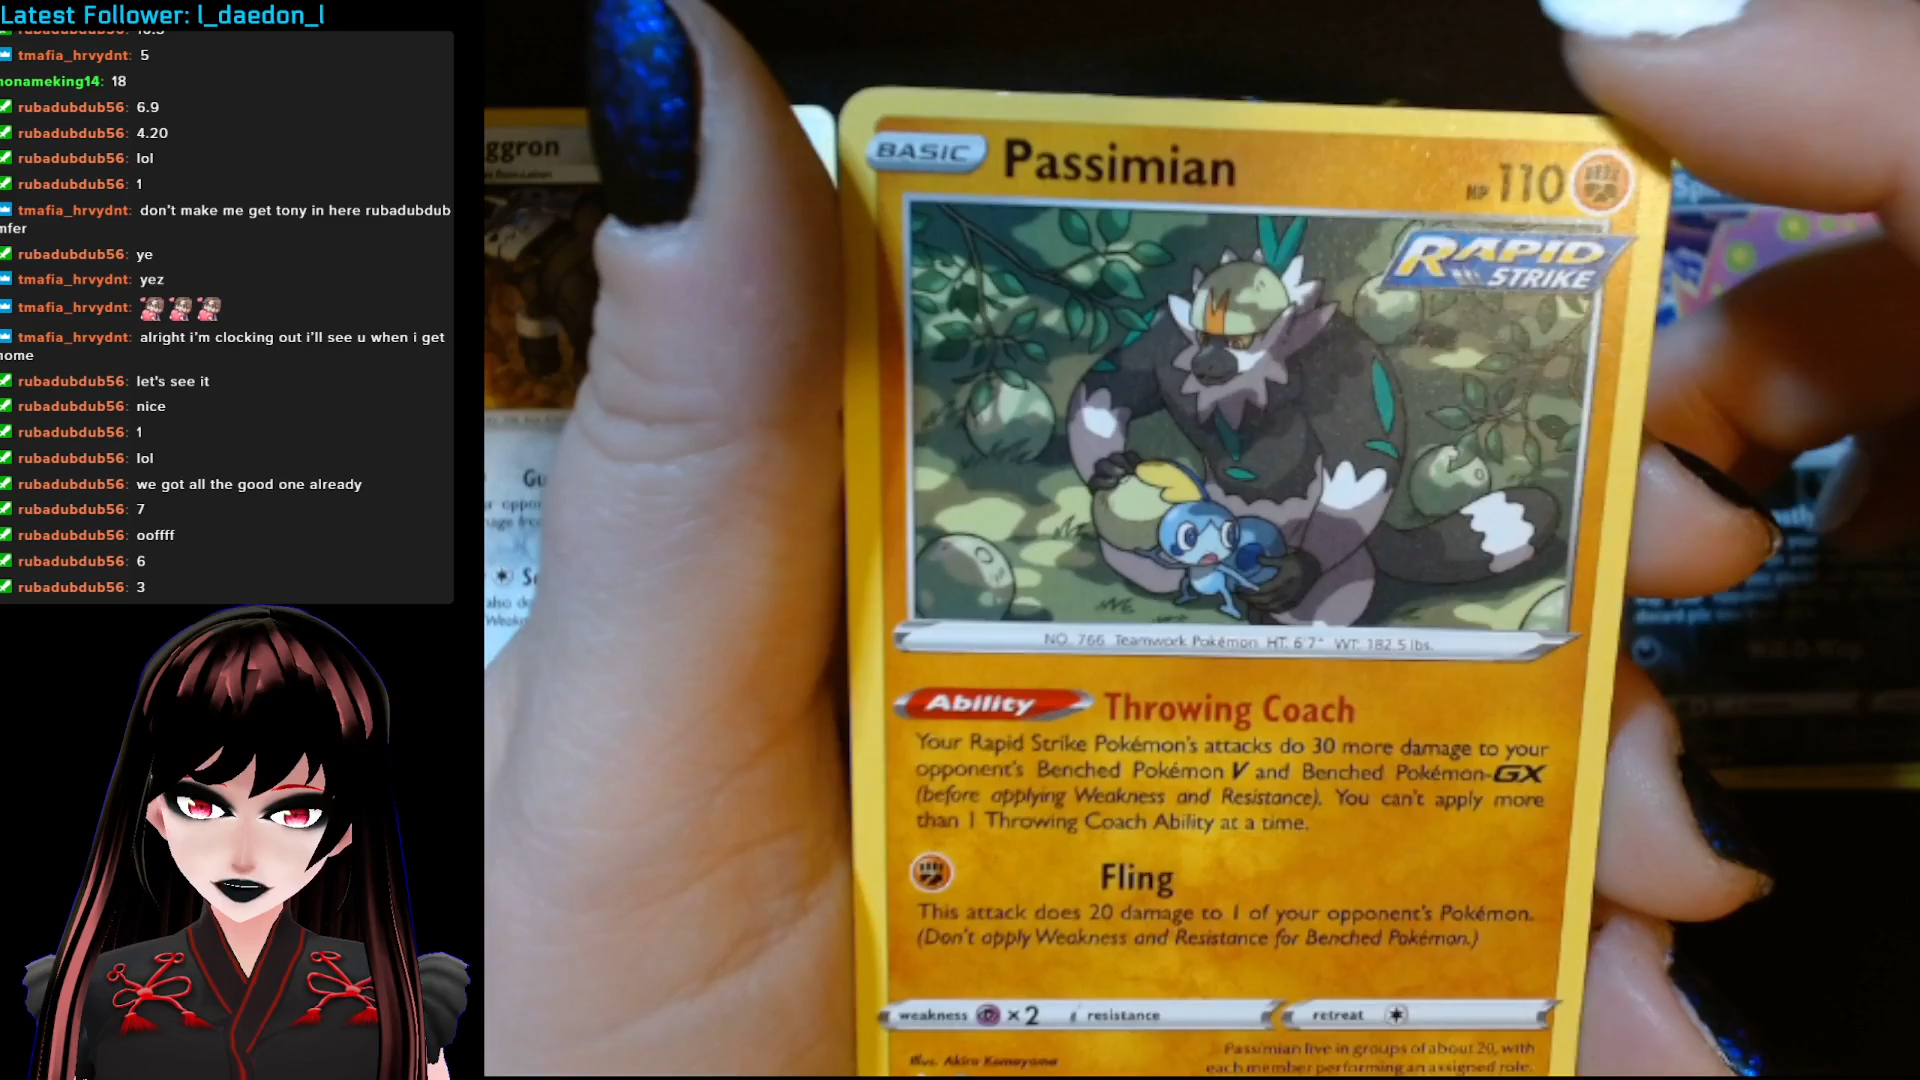 Latest Follower: l_daedon_l
tmafia_hrvydnt: 5
nonameking14: 18
rubadubdub56: 6.9
rubadubdub56: 4.20
rubadubdub56: lol
rubadubdub56: 1
tmafia_hrvydnt: don't make me get tony in here rubadubdub
mfer
rubadubdub56: ye
tmafia_hrvydnt: yez
tmafia_hrvydnt:
tmafia_hrvydnt: alright i'm clocking out i'll see u when i get
home
rubadubdub56: let's see it
rubadubdub56: nice
rubadubdub56: 1
rubadubdub56: lol
rubadubdub56: we got all the good one already
rubadubdub56: 7
rubadubdub56: ooffff
rubadubdub56: 6
rubadubdub56: 3
ggron
BASIC Passimian HP 110
RAPID
STRIKE
NO. 766 Teamwork Pokémon HT: 6'7" WT: 182.5 lbs.
Ability Throwing Coach
Your Rapid Strike Pokémon's attacks do 30 more damage to your
opponent's Benched Pokémon V and Benched Pokémon-GX
(before applying Weakness and Resistance). You can't apply more
than 1 Throwing Coach Ability at a time.
Fling
This attack does 20 damage to 1 of your opponent's Pokémon.
(Don't apply Weakness and Resistance for Benched Pokémon.)
weakness ×2 resistance retreat
Illus. Akira Komayama
Passimian live in groups of about 20, with
each member performing an assigned role.